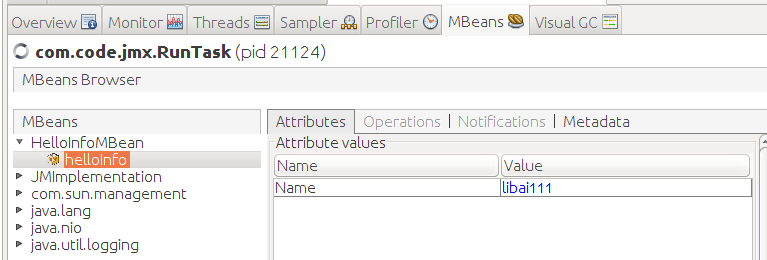 Overview Monitor Threads Sampler Profiler MBeans Visual GC
com.code.jmx.RunTask (pid 21124)
MBeans Browser
MBeans
Attributes Operations Notifications Metadata
HelloInfoMBean
Attribute values
helloInfo
Name Value
JMImplementation
Name libai111
com.sun.management
java.lang
java.nio
java.util.logging